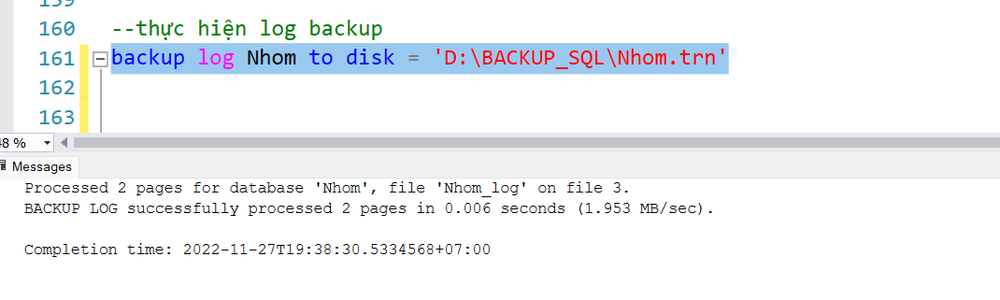 159
160 --thực hiện log backup
161 backup log Nhom to disk = 'D:\BACKUP_SQL\Nhom.trn'
162
163
%
Messages
Processed 2 pages for database 'Nhom', file 'Nhom_log' on file 3.
BACKUP LOG successfully processed 2 pages in 0.006 seconds (1.953 MB/sec).
Completion time: 2022-11-27T19:38:30.5334568+07:00